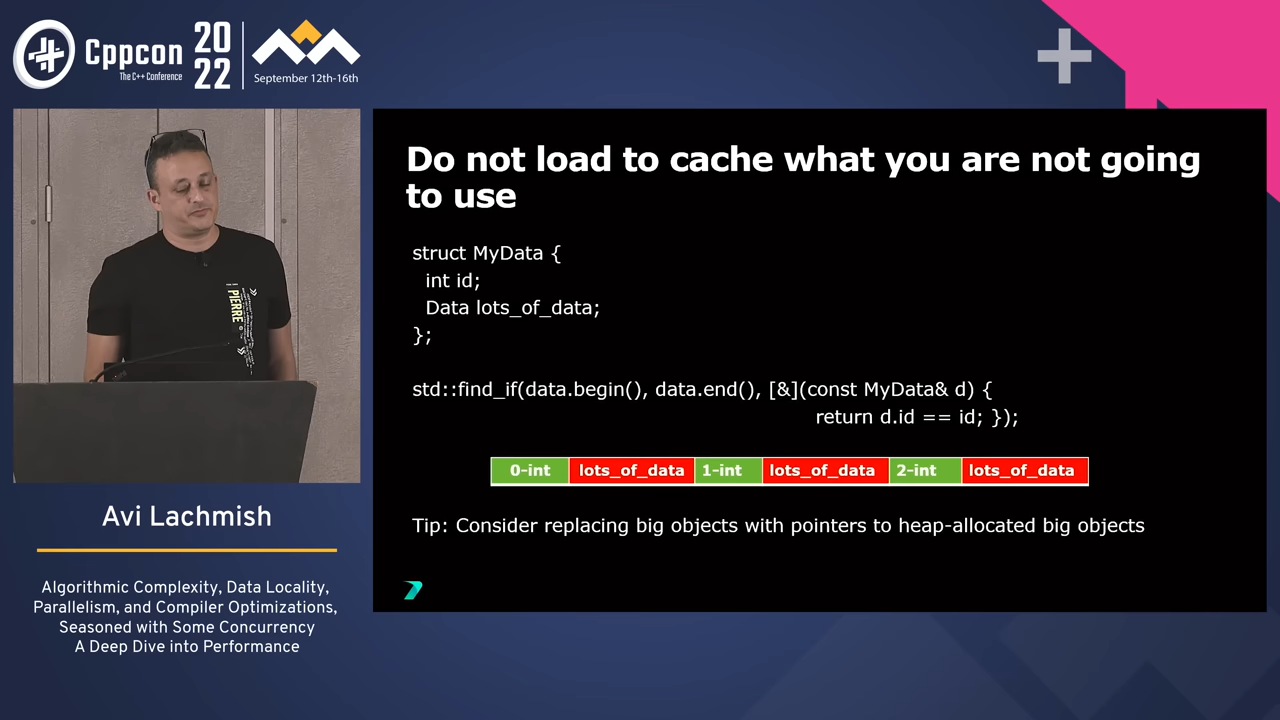 Cppcon
The C++ Conference
20
22
September 12th-16th
Do not load to cache what you are not going
to use
struct MyData {
int id;
Data lots_of_data;
};
std::find_if(data.begin(), data.end(), [&](const MyData& d) {
return d.id == id; });
0-int lots_of_data 1-int lots_of_data 2-int lots_of_data
Tip: Consider replacing big objects with pointers to heap-allocated big objects
PIERRE
Avi Lachmish
Algorithmic Complexity, Data Locality,
Parallelism, and Compiler Optimizations,
Seasoned with Some Concurrency
A Deep Dive into Performance